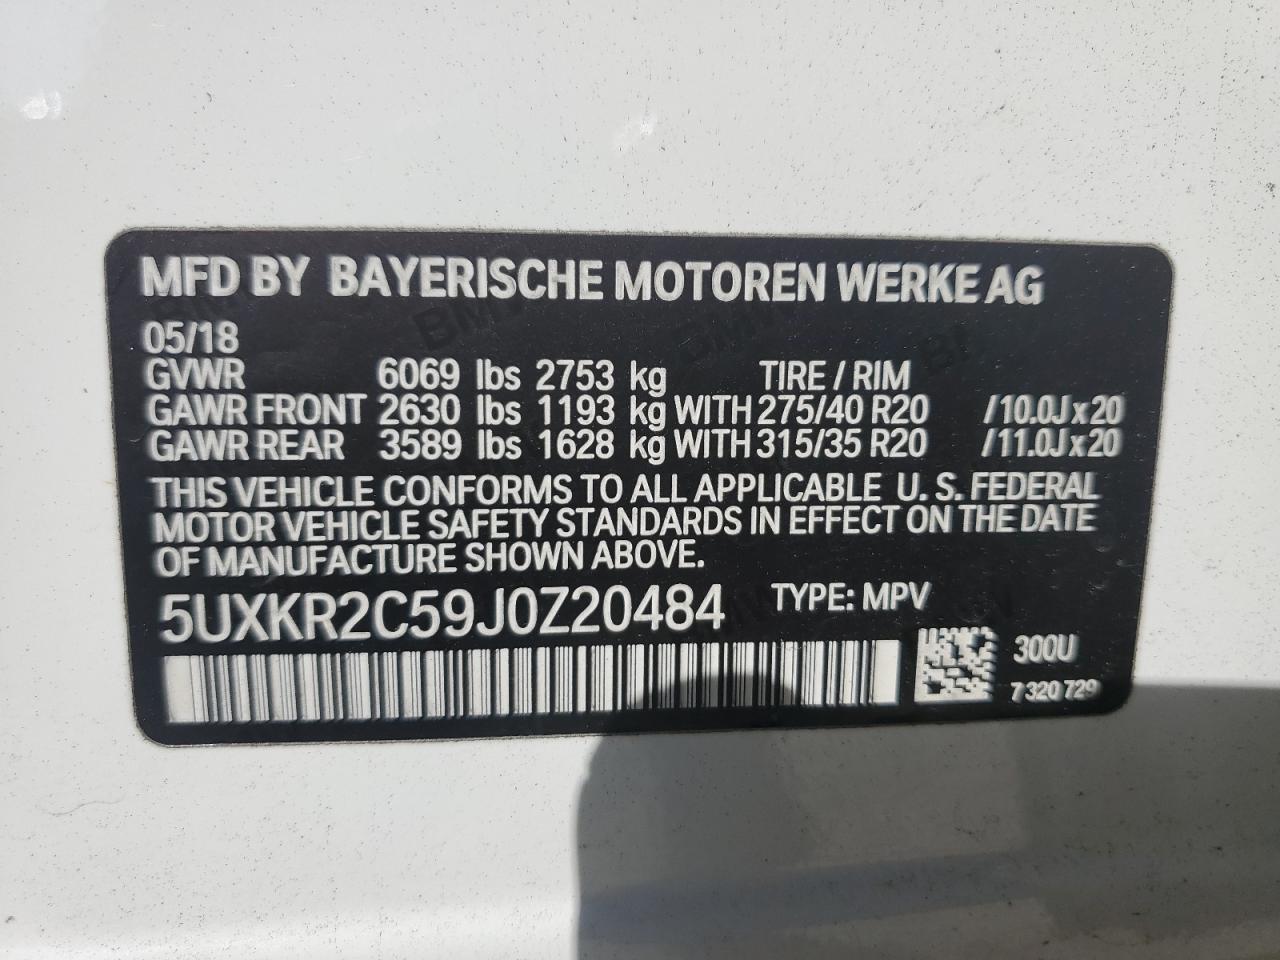 MFD BY BAYERISCHE MOTOREN WERKE AG
05/18
GVWR 6069 lbs 2753 kg TIRE / RIM
GAWR FRONT 2630 lbs 1193 kg WITH 275/40 R20 /10.0J x 20
GAWR REAR 3589 lbs 1628 kg WITH 315/35 R20 /11.0J x 20
THIS VEHICLE CONFORMS TO ALL APPLICABLE U. S. FEDERAL
MOTOR VEHICLE SAFETY STANDARDS IN EFFECT ON THE DATE
OF MANUFACTURE SHOWN ABOVE.
5UXKR2C59J0Z20484 TYPE: MPV
300U
7 320 729